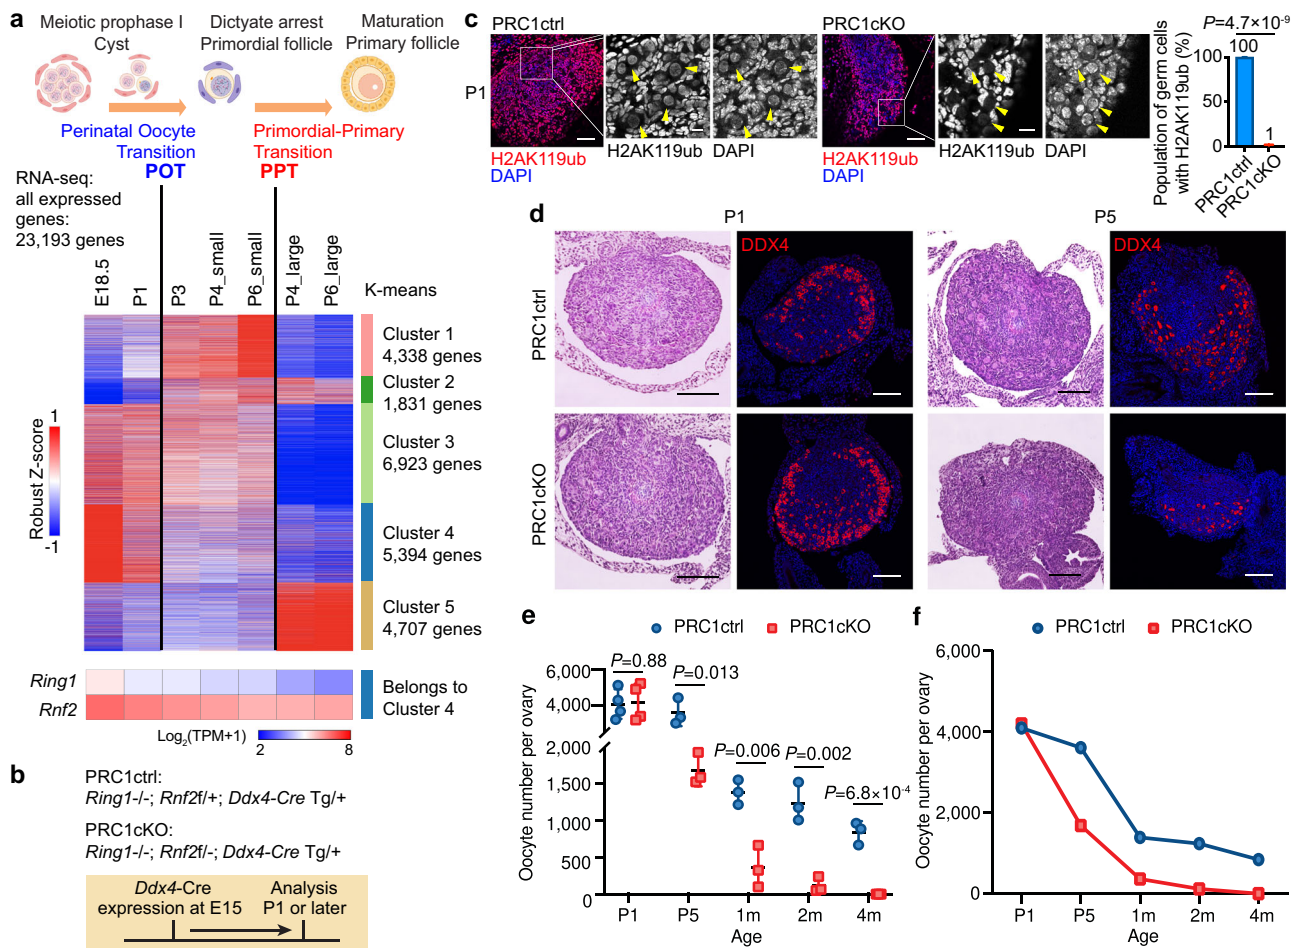 a
Meiotic prophase I
Cyst
Dictyate arrest
Primordial follicle
Maturation
Primary follicle
Perinatal Oocyte
Transition
POT
Primordial-Primary
Transition
PPT
RNA-seq:
all expressed
genes:
23,193 genes
E18.5
P1
P3
P4_small
P6_small
P4_large
P6_large
K-means
Cluster 1
4,338 genes
Cluster 2
1,831 genes
Cluster 3
6,923 genes
Cluster 4
5,394 genes
Cluster 5
4,707 genes
Robust Z-score
1
-1
Ring1
Rnf2
Belongs to
Cluster 4
Log2(TPM+1)
2
8
b
PRC1ctrl:
Ring1-/-; Rnf2f/+; Ddx4-Cre Tg/+
PRC1cKO:
Ring1-/-; Rnf2f/-; Ddx4-Cre Tg/+
Ddx4-Cre
expression at E15
Analysis
P1 or later
c
PRC1ctrl
PRC1cKO
P1
H2AK119ub
DAPI
H2AK119ub
DAPI
H2AK119ub
DAPI
H2AK119ub
DAPI
Population of germ cells
with H2AK119ub (%)
P=4.7×10-9
100
100
50
0
1
PRC1ctrl
PRC1cKO
d
P1
P5
DDX4
DDX4
PRC1ctrl
PRC1cKO
e
PRC1ctrl
PRC1cKO
Oocyte number per ovary
6,000
4,000
2,000
1,500
1,000
500
0
P=0.88
P=0.013
P=0.006
P=0.002
P=6.8×10-4
P1
P5
1m
2m
4m
Age
f
PRC1ctrl
PRC1cKO
Oocyte number per ovary
6,000
4,000
2,000
0
P1
P5
1m
2m
4m
Age